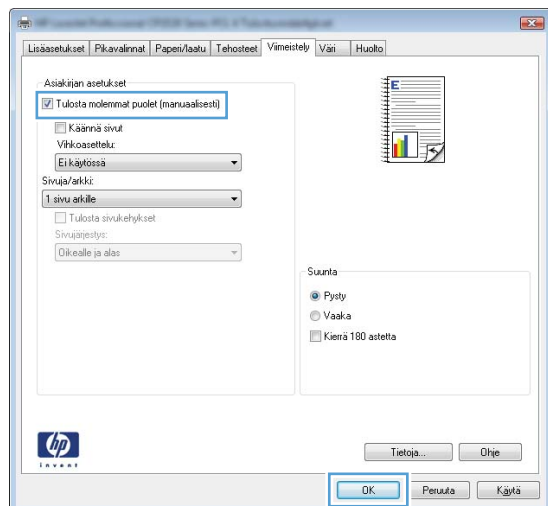 Lisäasetukset Pikavalinnat Paperi/laatu Tehosteet Viimeistely Väri Huolto
Asiakirjan asetukset
Tulosta molemmat puolet (manuaalisesti)
Käännä sivut
Vihkoasettelu:
Ei käytössä
Sivuja/arkki:
1 sivu arkille
Tulosta sivukehykset
Sivujärjestys:
Oikealle ja alas
E
Suunta
Pysty
Vaaka
Kierrä 180 astetta
hp
invent
Tietoja... Ohje
OK Peruuta Käytä